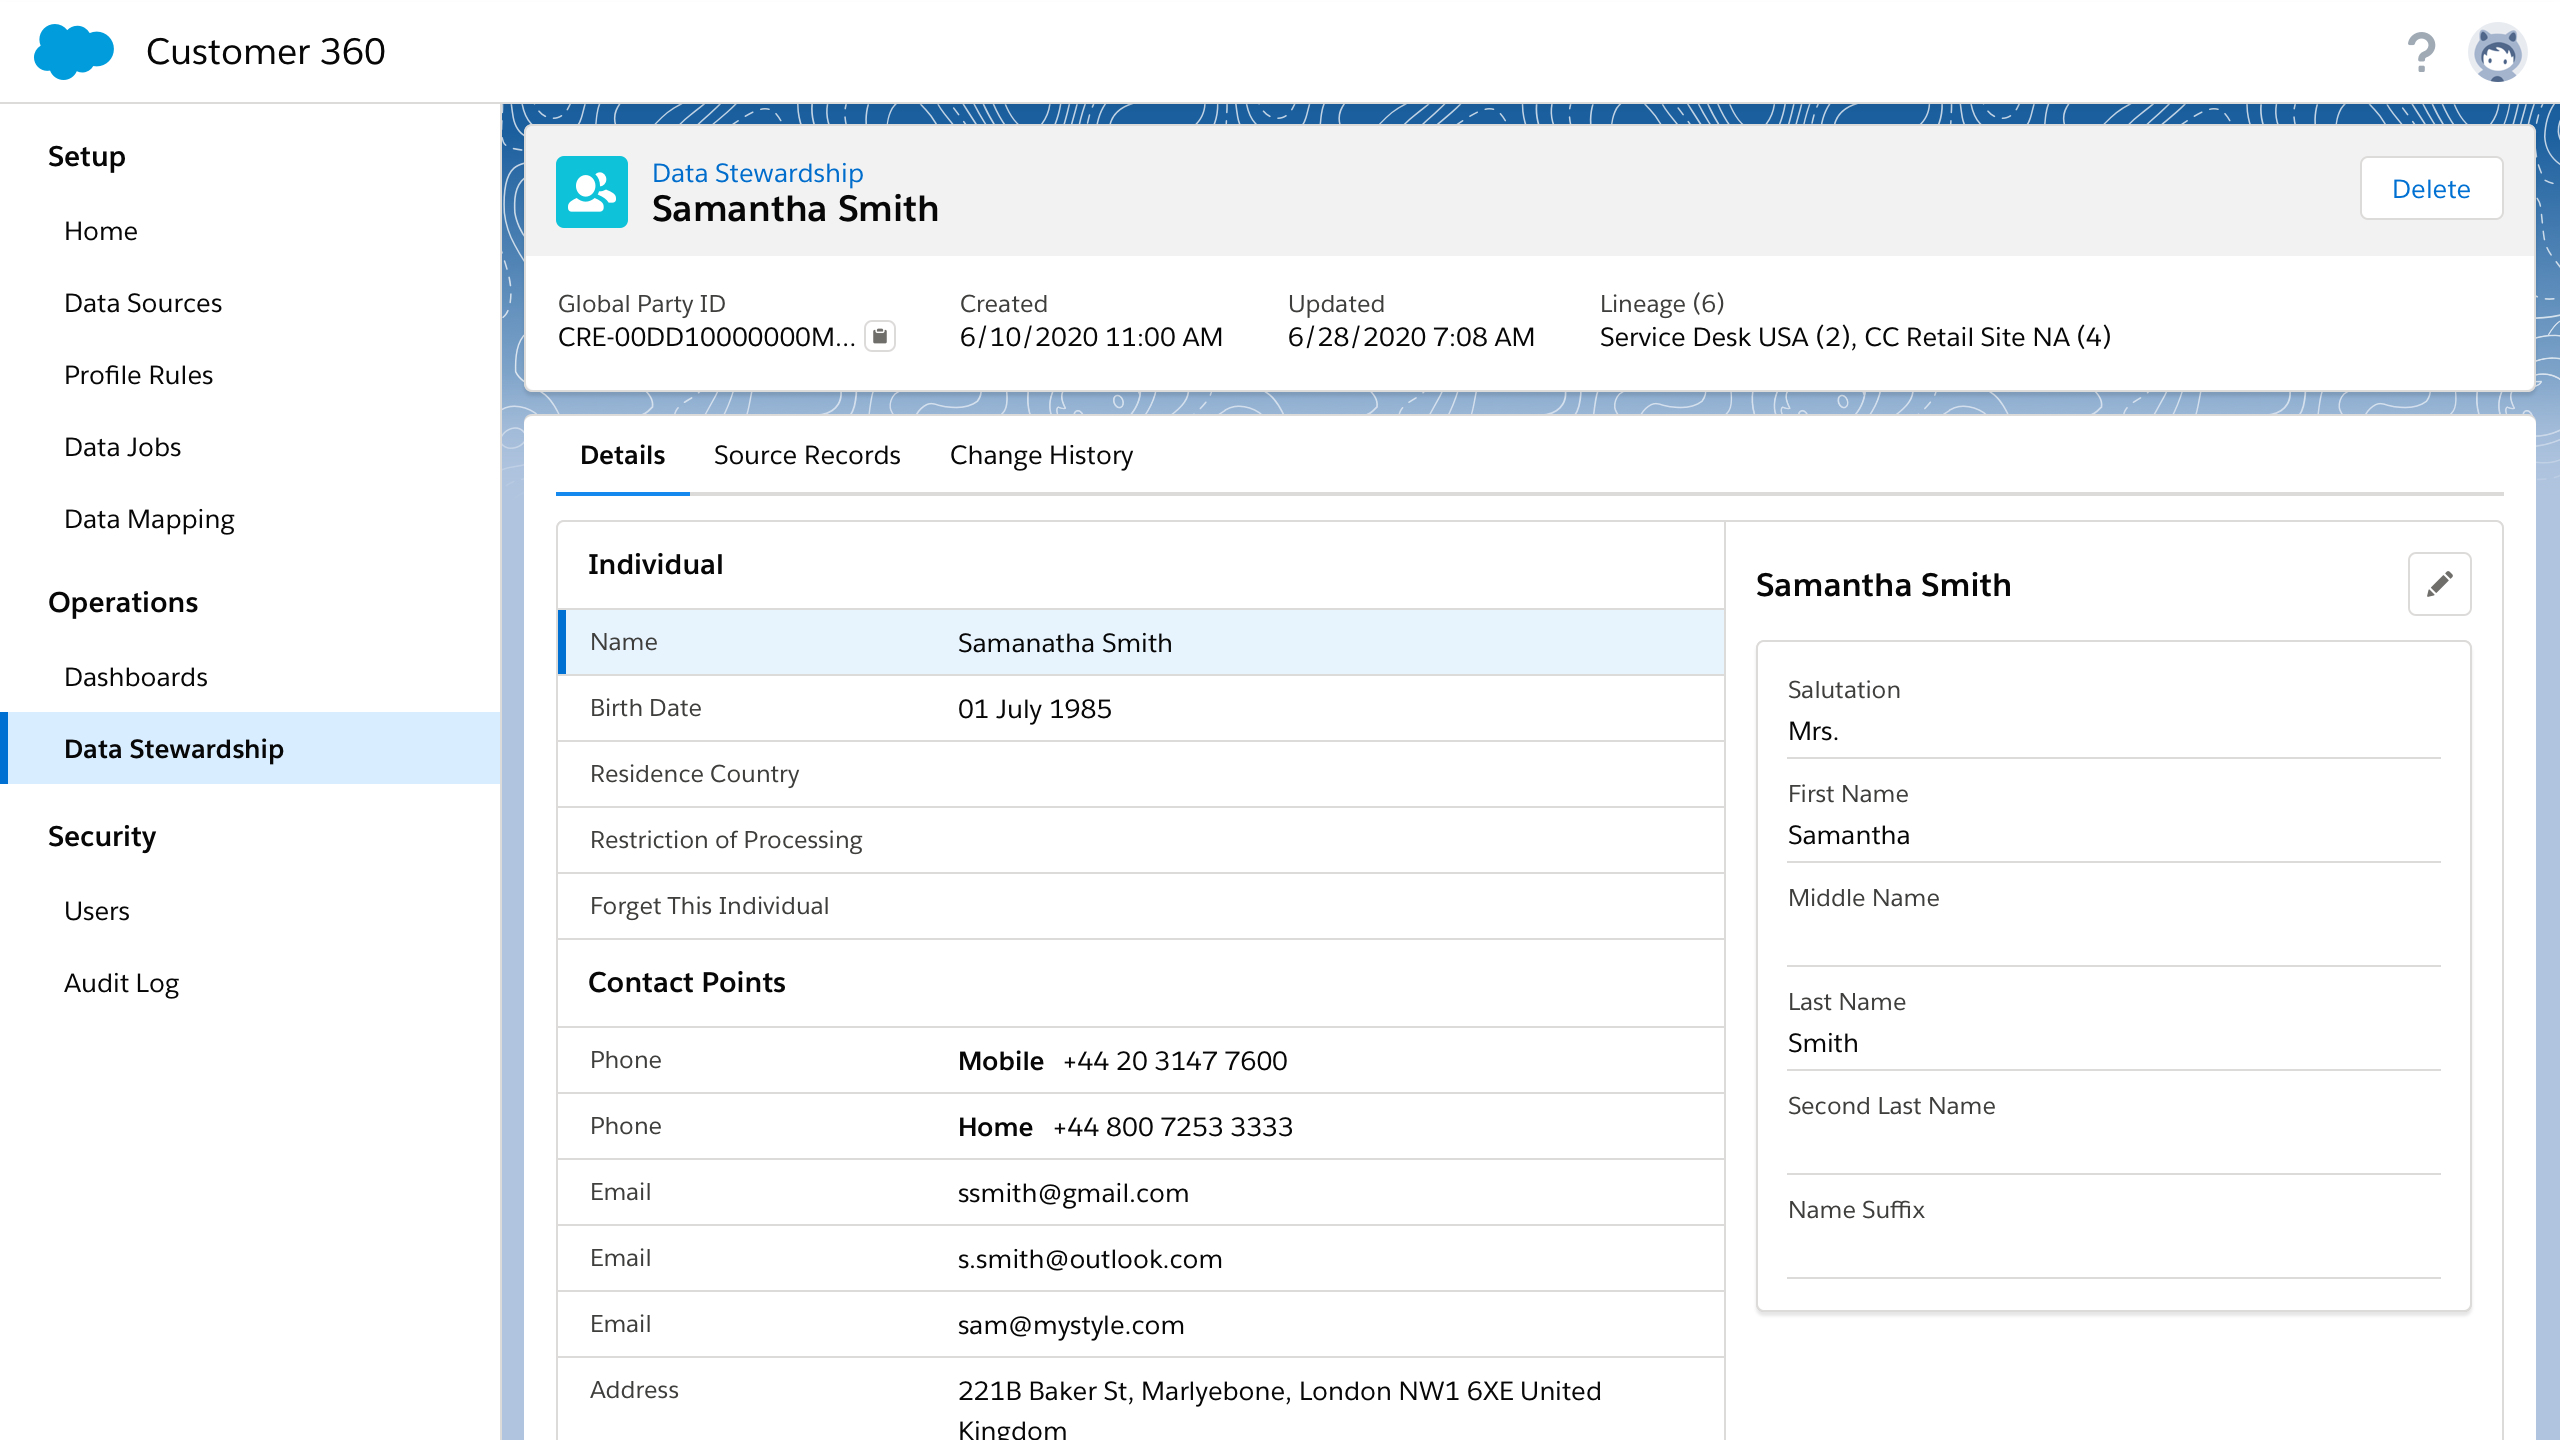 Customer 360
?
Setup
Home
Data Sources
Profile Rules
Data Jobs
Data Mapping
Operations
Dashboards
Data Stewardship
Security
Users
Audit Log
Data Stewardship
Samantha Smith
Delete
Global Party ID
CRE-00DD10000000M...
Created
6/10/2020 11:00 AM
Updated
6/28/2020 7:08 AM
Lineage (6)
Service Desk USA (2), CC Retail Site NA (4)
Details Source Records Change History
Individual
Name Samanatha Smith
Birth Date 01 July 1985
Residence Country
Restriction of Processing
Forget This Individual
Contact Points
Phone Mobile +44 20 3147 7600
Phone Home +44 800 7253 3333
Email ssmith@gmail.com
Email s.smith@outlook.com
Email sam@mystyle.com
Address 221B Baker St, Marlyebone, London NW1 6XE United
Kingdom
Samantha Smith
Salutation
Mrs.
First Name
Samantha
Middle Name
Last Name
Smith
Second Last Name
Name Suffix